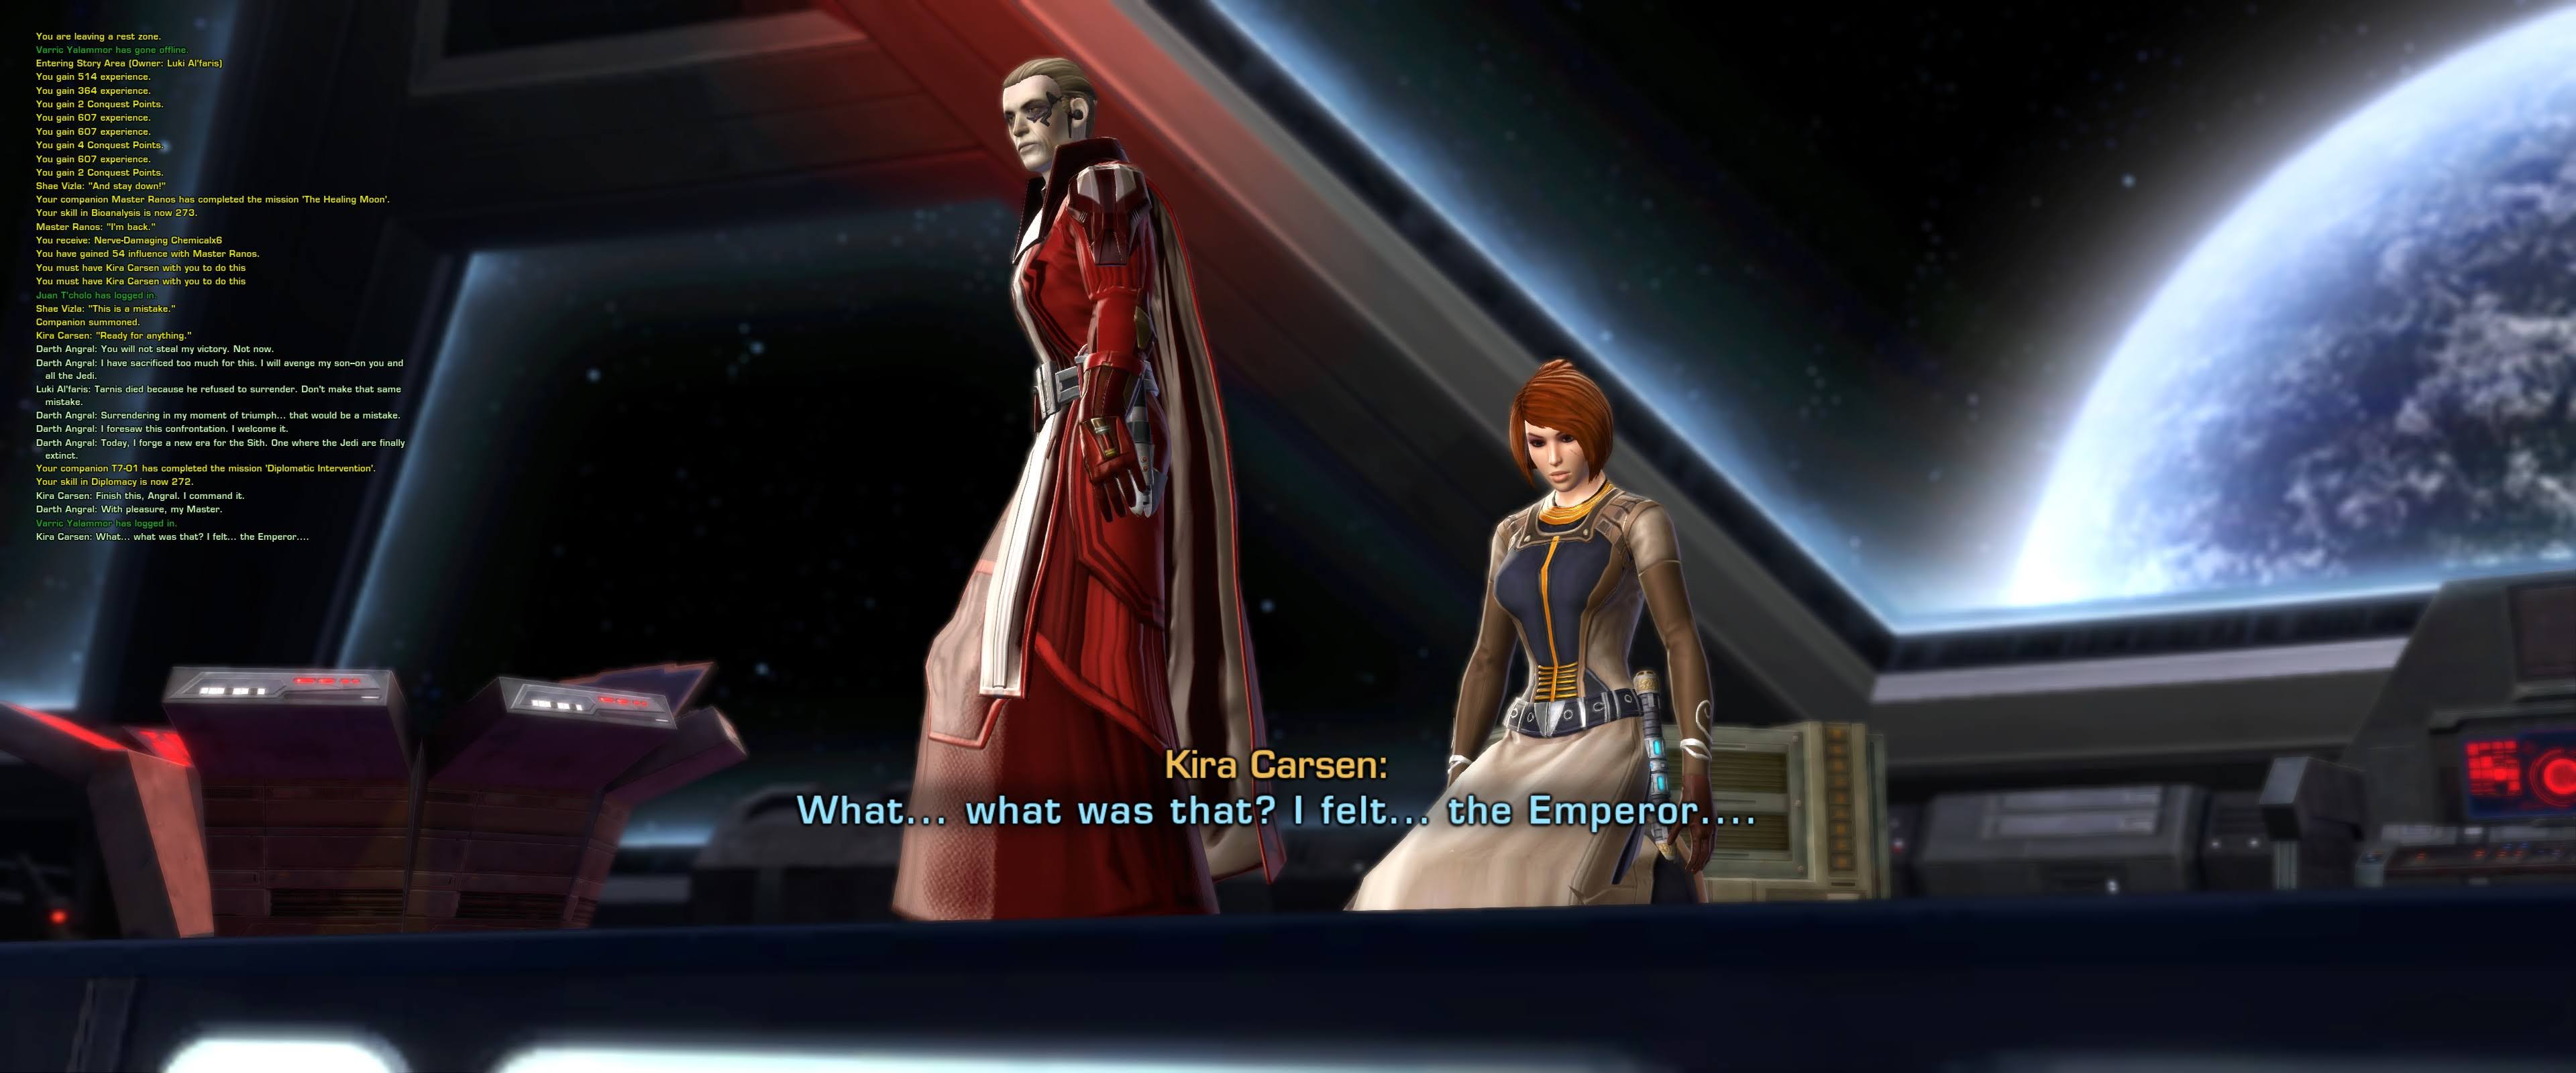 You are leaving a rest zone.
Varric Yalammor has gone offline.
Entering Story Area (Owner: Luki Al'faris)
You gain 514 experience.
You gain 364 experience.
You gain 2 Conquest Points.
You gain 607 experience.
You gain 607 experience.
You gain 4 Conquest Points.
You gain 607 experience.
You gain 2 Conquest Points.
Shae Vizla: "And stay down!"
Your companion Master Ranos has completed the mission 'The Healing Moon'.
Your skill in Bioanalysis is now 273.
Master Ranos: "I'm back."
You receive: Nerve-Damaging Chemicalx6
You have gained 54 influence with Master Ranos.
You must have Kira Carsen with you to do this
You must have Kira Carsen with you to do this
Juan T'cholo has logged in.
Shae Vizla: "This is a mistake."
Companion summoned.
Kira Carsen: "Ready for anything."
Darth Angral: You will not steal my victory. Not now.
Darth Angral: I have sacrificed too much for this. I will avenge my son–on you and
all the Jedi.
Luki Al'faris: Tarnis died because he refused to surrender. Don't make that same
mistake.
Darth Angral: Surrendering in my moment of triumph... that would be a mistake.
Darth Angral: I foresaw this confrontation. I welcome it.
Darth Angral: Today, I forge a new era for the Sith. One where the Jedi are finally
extinct.
Your companion T7-O1 has completed the mission 'Diplomatic Intervention'.
Your skill in Diplomacy is now 272.
Kira Carsen: Finish this, Angral. I command it.
Darth Angral: With pleasure, my Master.
Varric Yalammor has logged in.
Kira Carsen: What... what was that? I felt... the Emperor....
Kira Carsen:
What... what was that? I felt... the Emperor....